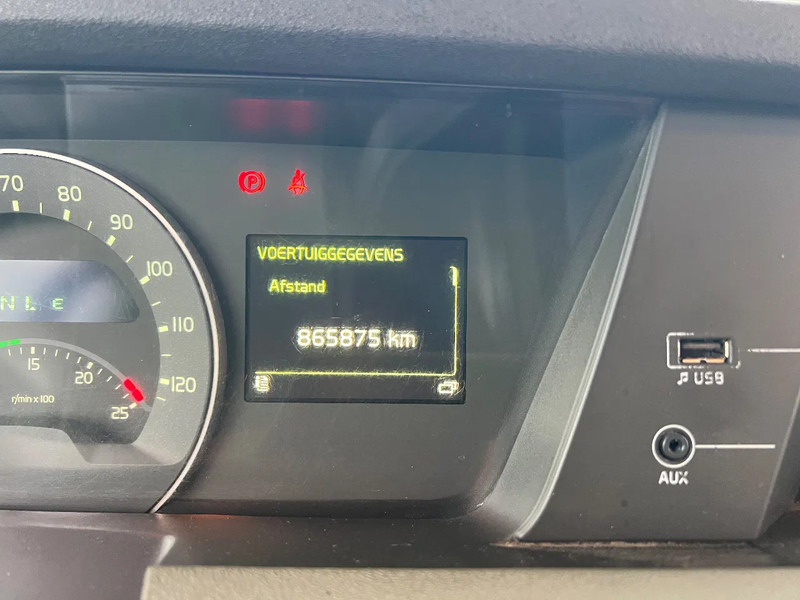 70
80
90
100
110
120
N L E
15
20
25
r/min x 100
P
VOERTUIGGEGEVENS
Afstand
865875 km
USB
AUX